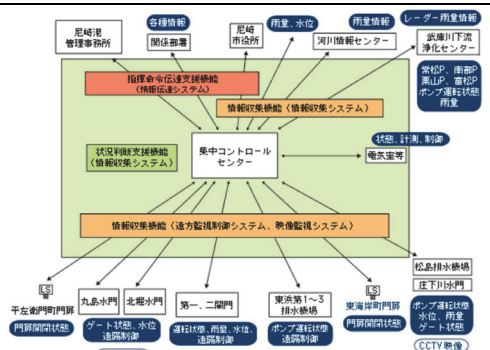 尼崎港
管理事務所
各種情報
関係部署
尼崎
市役所
雨量、水位
雨量情報
河川情報センター
レーダー雨量情報
武庫川下流
浄化センター
常松P、南部P
栗山P、富松P
ポンプ運転状態
雨量
指揮命令伝達支援機能
(情報伝達システム)
情報収集機能(情報収集システム)
状況判断支援機能
(情報収集システム)
集中コントロール
センター
状態、計測、制御
電気室等
情報収集機能(遠方監視制御システム、映像監視システム)
LS
平左衛門町門扉
門扉開閉状態
丸島水門
北堀水門
ゲート状態、水位
遠隔制御
第一、二閘門
運転状態、雨量、水位、
遠隔制御
東浜第1~3
排水機場
ポンプ運転状態
遠隔制御
LS
東海岸町門扉
門扉開閉状態
松島排水機場
庄下川水門
ポンプ運転状態
水位、雨量
ゲート状態
CCTV映像